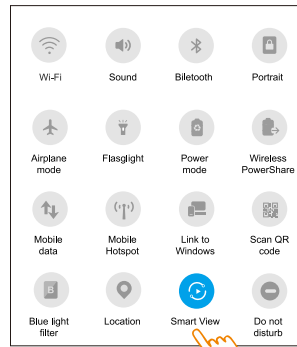 Wi-Fi Sound Biletooth Portrait
Airplane mode Flasglight Power mode Wireless PowerShare
Mobile data Mobile Hotspot Link to Windows Scan QR code
B
Blue light filter Location Smart View Do not disturb